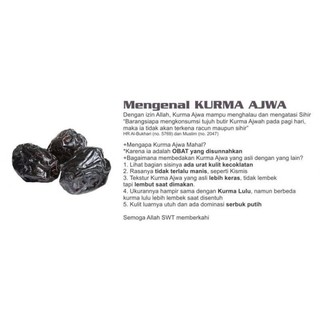 Mengenal KURMA AJWA
Dengan izin Allah, Kurma Ajwa mampu menghalau dan mengatasi Sihir
"Barangsiapa mengkonsumsi tujuh butir Kurma Ajwah pada pagi hari,
maka ia tidak akan terkena racun maupun sihir"
HR Al-Bukhari (no. 5769) dan Muslim (no. 2047)
+Mengapa Kurma Ajwa Mahal?
+Karena ia adalah OBAT yang disunnahkan
+Bagaimana membedakan Kurma Ajwa yang asli dengan yang lain?
1. Lihat bagian sisinya ada urat kulit kecoklatan
2. Rasanya tidak terlalu manis, seperti Kismis
3. Tekstur Kurma Ajwa yang asli lebih keras, tidak lembek
tapi lembut saat dimakan.
4. Ukurannya hampir sama dengan Kurma Lulu, namun berbeda
kurma lulu lebih lembek saat disentuh
5. Kulit luarnya utuh dan ada dominasi serbuk putih
Semoga Allah SWT memberkahi